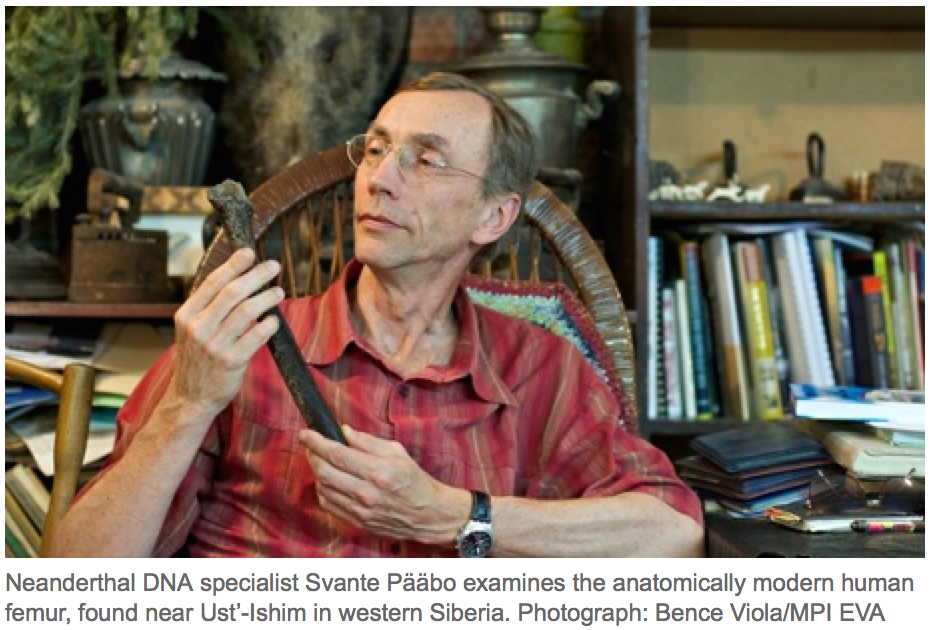 Neanderthal DNA specialist Svante Pääbo examines the anatomically modern human
femur, found near Ust’-Ishim in western Siberia. Photograph: Bence Viola/MPI EVA